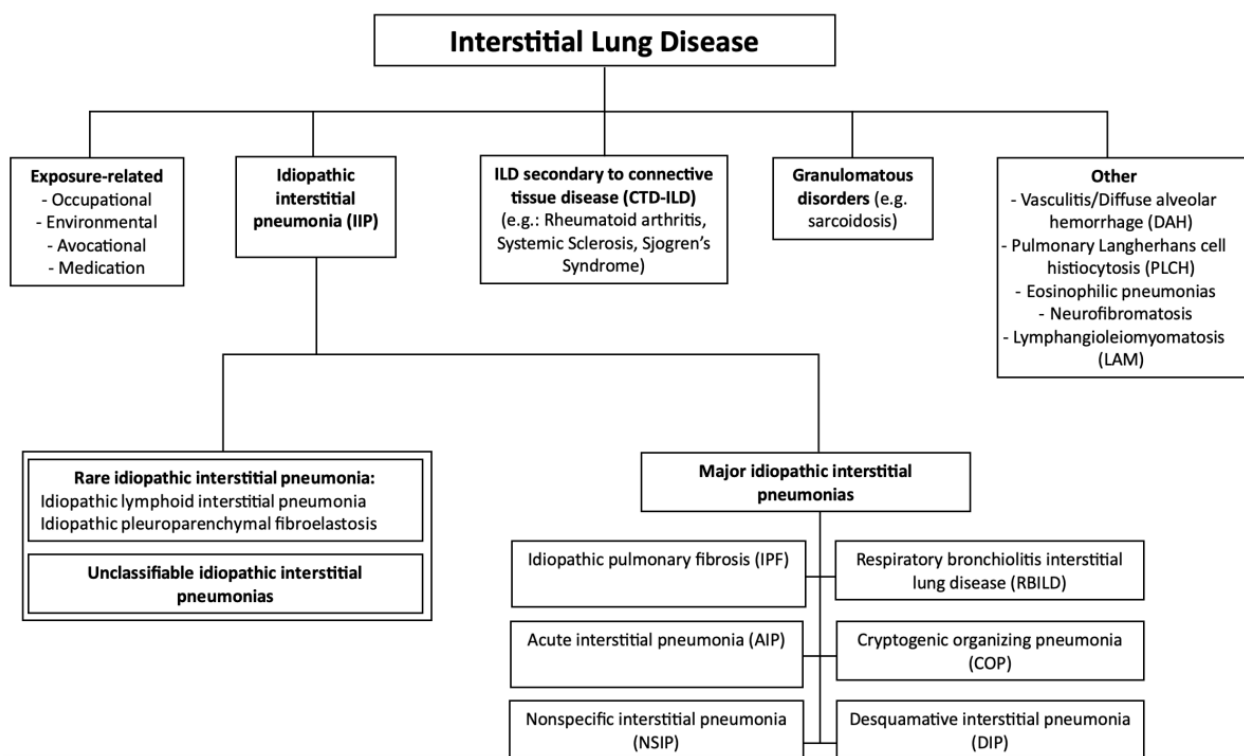 Interstitial Lung Disease
Exposure-related
- Occupational
- Environmental
- Avocational
- Medication
Idiopathic
interstitial
pneumonia (IIP)
ILD secondary to connective
tissue disease (CTD-ILD)
(e.g.: Rheumatoid arthritis,
Systemic Sclerosis, Sjogren's
Syndrome)
Granulomatous
disorders (e.g.
sarcoidosis)
Other
- Vasculitis/Diffuse alveolar
hemorrhage (DAH)
- Pulmonary Langherhans cell
histiocytosis (PLCH)
- Eosinophilic pneumonias
- Neurofibromatosis
- Lymphangioleiomyomatosis
(LAM)
Rare idiopathic interstitial pneumonia:
Idiopathic lymphoid interstitial pneumonia
Idiopathic pleuroparenchymal fibroelastosis
Unclassifiable idiopathic interstitial
pneumonias
Major idiopathic interstitial
pneumonias
Idiopathic pulmonary fibrosis (IPF)
Respiratory bronchiolitis interstitial
lung disease (RBILD)
Acute interstitial pneumonia (AIP)
Cryptogenic organizing pneumonia
(COP)
Nonspecific interstitial pneumonia
(NSIP)
Desquamative interstitial pneumonia
(DIP)